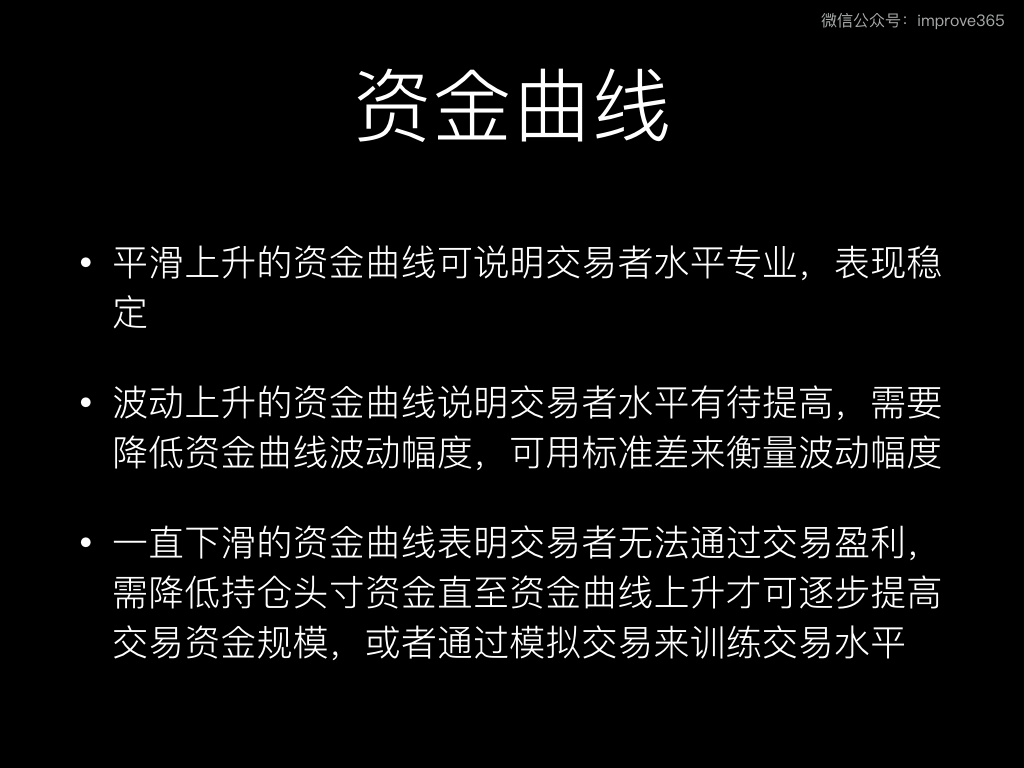 微信公众号：improve365
资金曲线
• 平滑上升的资金曲线可说明交易者水平专业，表现稳
定
• 波动上升的资金曲线说明交易者水平有待提高，需要
降低资金曲线波动幅度，可用标准差来衡量波动幅度
• 一直下滑的资金曲线表明交易者无法通过交易盈利，
需降低持仓头寸资金直至资金曲线上升才可逐步提高
交易资金规模，或者通过模拟交易来训练交易水平